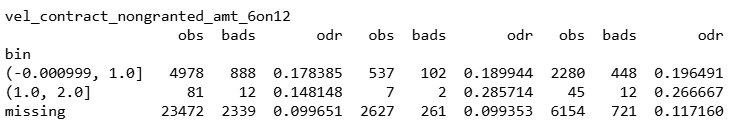 vel_contract_nongranted_amt_6on12
obs bads odr obs bads odr obs bads odr
bin
(-0.000999, 1.0] 4978 888 0.178385 537 102 0.189944 2280 448 0.196491
(1.0, 2.0] 81 12 0.148148 7 2 0.285714 45 12 0.266667
missing 23472 2339 0.099651 2627 261 0.099353 6154 721 0.117160